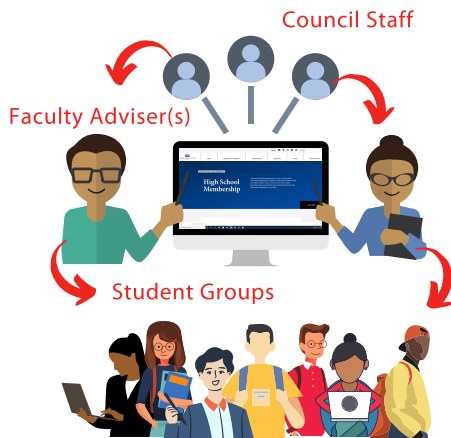 Council Staff
Faculty Adviser(s)
High School
Membership
Student Groups